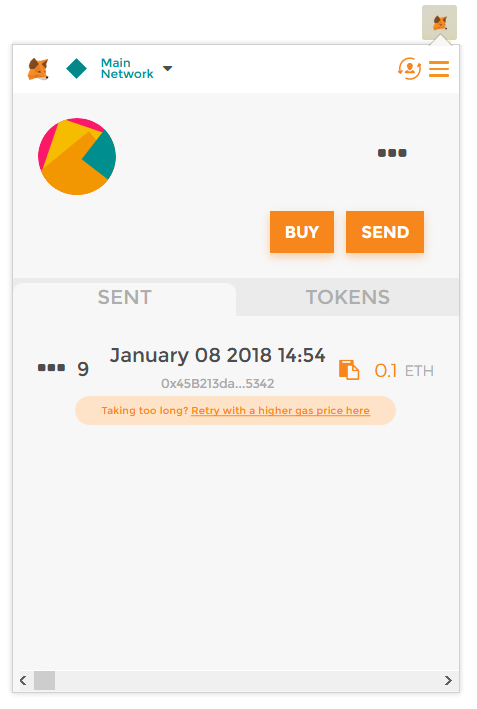 Main
Network
BUY
SEND
SENT
TOKENS
9
January 08 2018 14:54
0x45B213da...5342
0.1 ETH
Taking too long? Retry with a higher gas price here